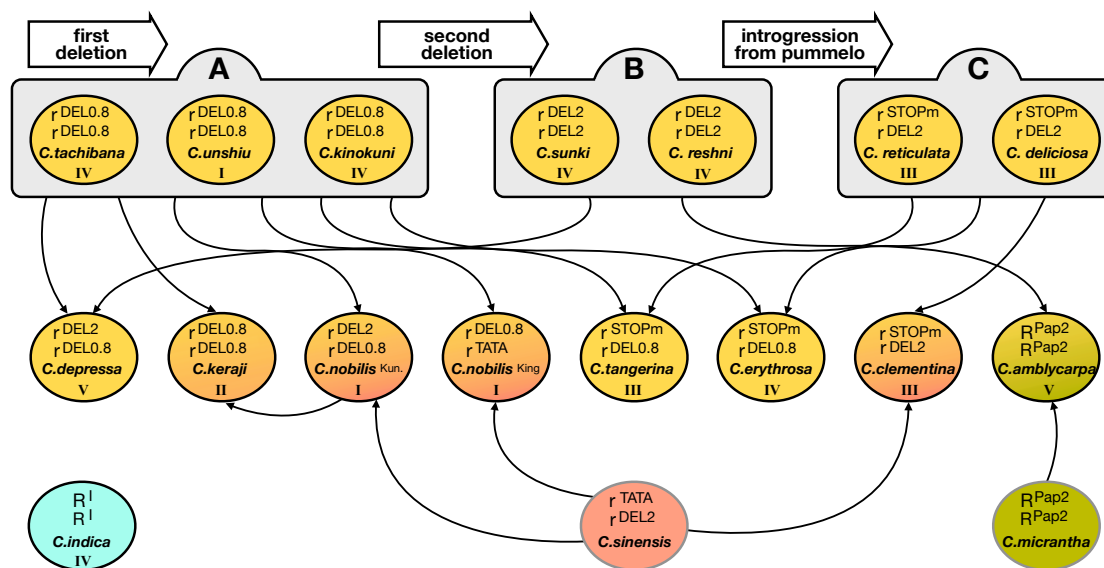 first
deletion
second
deletion
introgression
from pummelo
A
B
C
r DEL0.8
r DEL0.8
C.tachibana
IV
r DEL0.8
r DEL0.8
C.unshiu
I
r DEL0.8
r DEL0.8
C.kinokuni
IV
r DEL2
r DEL2
C.sunki
IV
r DEL2
r DEL2
C. reshni
IV
r STOPm
r DEL2
C. reticulata
III
r STOPm
r DEL2
C. deliciosa
III
r DEL2
r DEL0.8
C.depressa
V
r DEL0.8
r DEL0.8
C.keraji
II
r DEL2
r DEL0.8
C.nobilis Kun.
I
r DEL0.8
r TATA
C.nobilis King
I
r STOPm
r DEL0.8
C.tangerina
III
r STOPm
r DEL0.8
C.erythrosa
IV
r STOPm
r DEL2
C.clementina
III
R Pap2
R Pap2
C.amblycarpa
V
R I
R I
C.indica
IV
r TATA
r DEL2
C.sinensis
R Pap2
R Pap2
C.micrantha